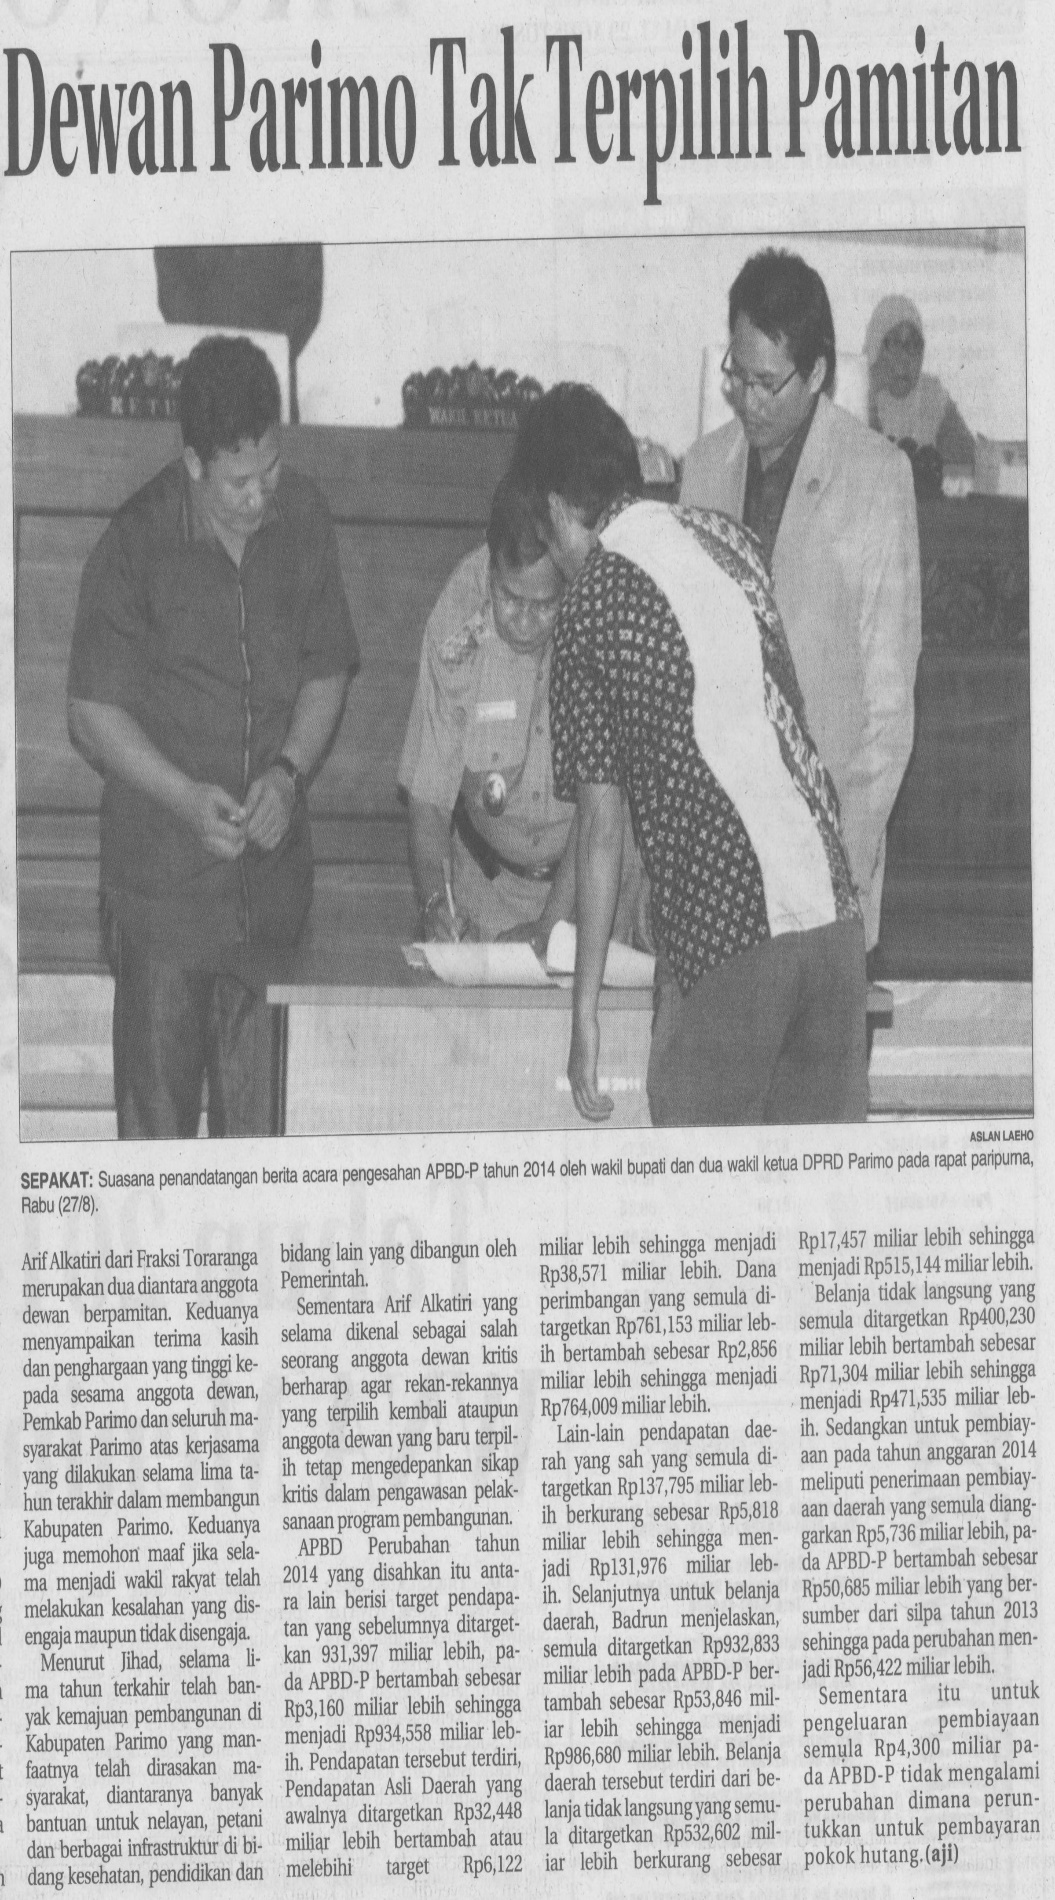 Dewan Parimo Tak Terpilih Pamitan
KETU
WAKIL KETUA
2011
ASLAN LAEHO
SEPAKAT: Suasana penandatangan berita acara pengesahan APBD-P tahun 2014 oleh wakil bupati dan dua wakil ketua DPRD Parimo pada rapat paripurna,
Rabu (27/8).
Arif Alkatiri dari Fraksi Toraranga
merupakan dua diantara anggota
dewan berpamitan. Keduanya
menyampaikan terima kasih
dan penghargaan yang tinggi ke-
pada sesama anggota dewan,
Pemkab Parimo dan seluruh ma-
syarakat Parimo atas kerjasama
yang dilakukan selama lima ta-
hun terakhir dalam membangun
Kabupaten Parimo. Keduanya
juga memohon maaf jika sela-
ma menjadi wakil rakyat telah
melakukan kesalahan yang dis-
engaja maupun tidak disengaja.
Menurut Jihad, selama li-
ma tahun terkahir telah ban-
yak kemajuan pembangunan di
Kabupaten Parimo yang man-
faatnya telah dirasakan ma-
syarakat, diantaranya banyak
bantuan untuk nelayan, petani
dan berbagai infrastruktur di bi-
dang kesehatan, pendidikan dan
bidang lain yang dibangun oleh
Pemerintah.
Sementara Arif Alkatiri yang
selama dikenal sebagai salah
seorang anggota dewan kritis
berharap agar rekan-rekannya
yang terpilih kembali ataupun
anggota dewan yang baru terpil-
ih tetap mengedepankan sikap
kritis dalam pengawasan pelak-
sanaan program pembangunan.
APBD Perubahan tahun
2014 yang disahkan itu anta-
ra lain berisi target pendapa-
tan yang sebelumnya ditarget-
kan 931,397 miliar lebih, pa-
da APBD-P bertambah sebesar
Rp3,160 miliar lebih sehingga
menjadi Rp934,558 miliar leb-
ih. Pendapatan tersebut terdiri,
Pendapatan Asli Daerah yang
awalnya ditargetkan Rp32,448
miliar lebih bertambah atau
melebihi target Rp6,122
miliar lebih sehingga menjadi
Rp38,571 miliar lebih. Dana
perimbangan yang semula di-
targetkan Rp761,153 miliar leb-
ih bertambah sebesar Rp2,856
miliar lebih sehingga menjadi
Rp764,009 miliar lebih.
Lain-lain pendapatan dae-
rah yang sah yang semula di-
targetkan Rp137,795 miliar leb-
ih berkurang sebesar Rp5,818
miliar lebih sehingga men-
jadi Rp131,976 miliar leb-
ih. Selanjutnya untuk belanja
daerah, Badrun menjelaskan,
semula ditargetkan Rp932,833
miliar lebih pada APBD-P ber-
tambah sebesar Rp53,846 mil-
iar lebih sehingga menjadi
Rp986,680 miliar lebih. Belanja
daerah tersebut terdiri dari be-
lanja tidak langsung yang semu-
la ditargetkan Rp532,602 mil-
iar lebih berkurang sebesar
Rp17,457 miliar lebih sehingga
menjadi Rp515,144 miliar lebih.
Belanja tidak langsung yang
semula ditargetkan Rp400,230
miliar lebih bertambah sebesar
Rp71,304 miliar lebih sehingga
menjadi Rp471,535 miliar leb-
ih. Sedangkan untuk pembiay-
aan pada tahun anggaran 2014
meliputi penerimaan pembiay-
aan daerah yang semula diang-
garkan Rp5,736 miliar lebih, pa-
da APBD-P bertambah sebesar
Rp50,685 miliar lebih yang ber-
sumber dari silpa tahun 2013
sehingga pada perubahan men-
jadi Rp56,422 miliar lebih.
Sementara itu untuk
pengeluaran pembiayaan
semula Rp4,300 miliar pa-
da APBD-P tidak mengalami
perubahan dimana perun-
tukkan untuk pembayaran
pokok hutang.(aji)